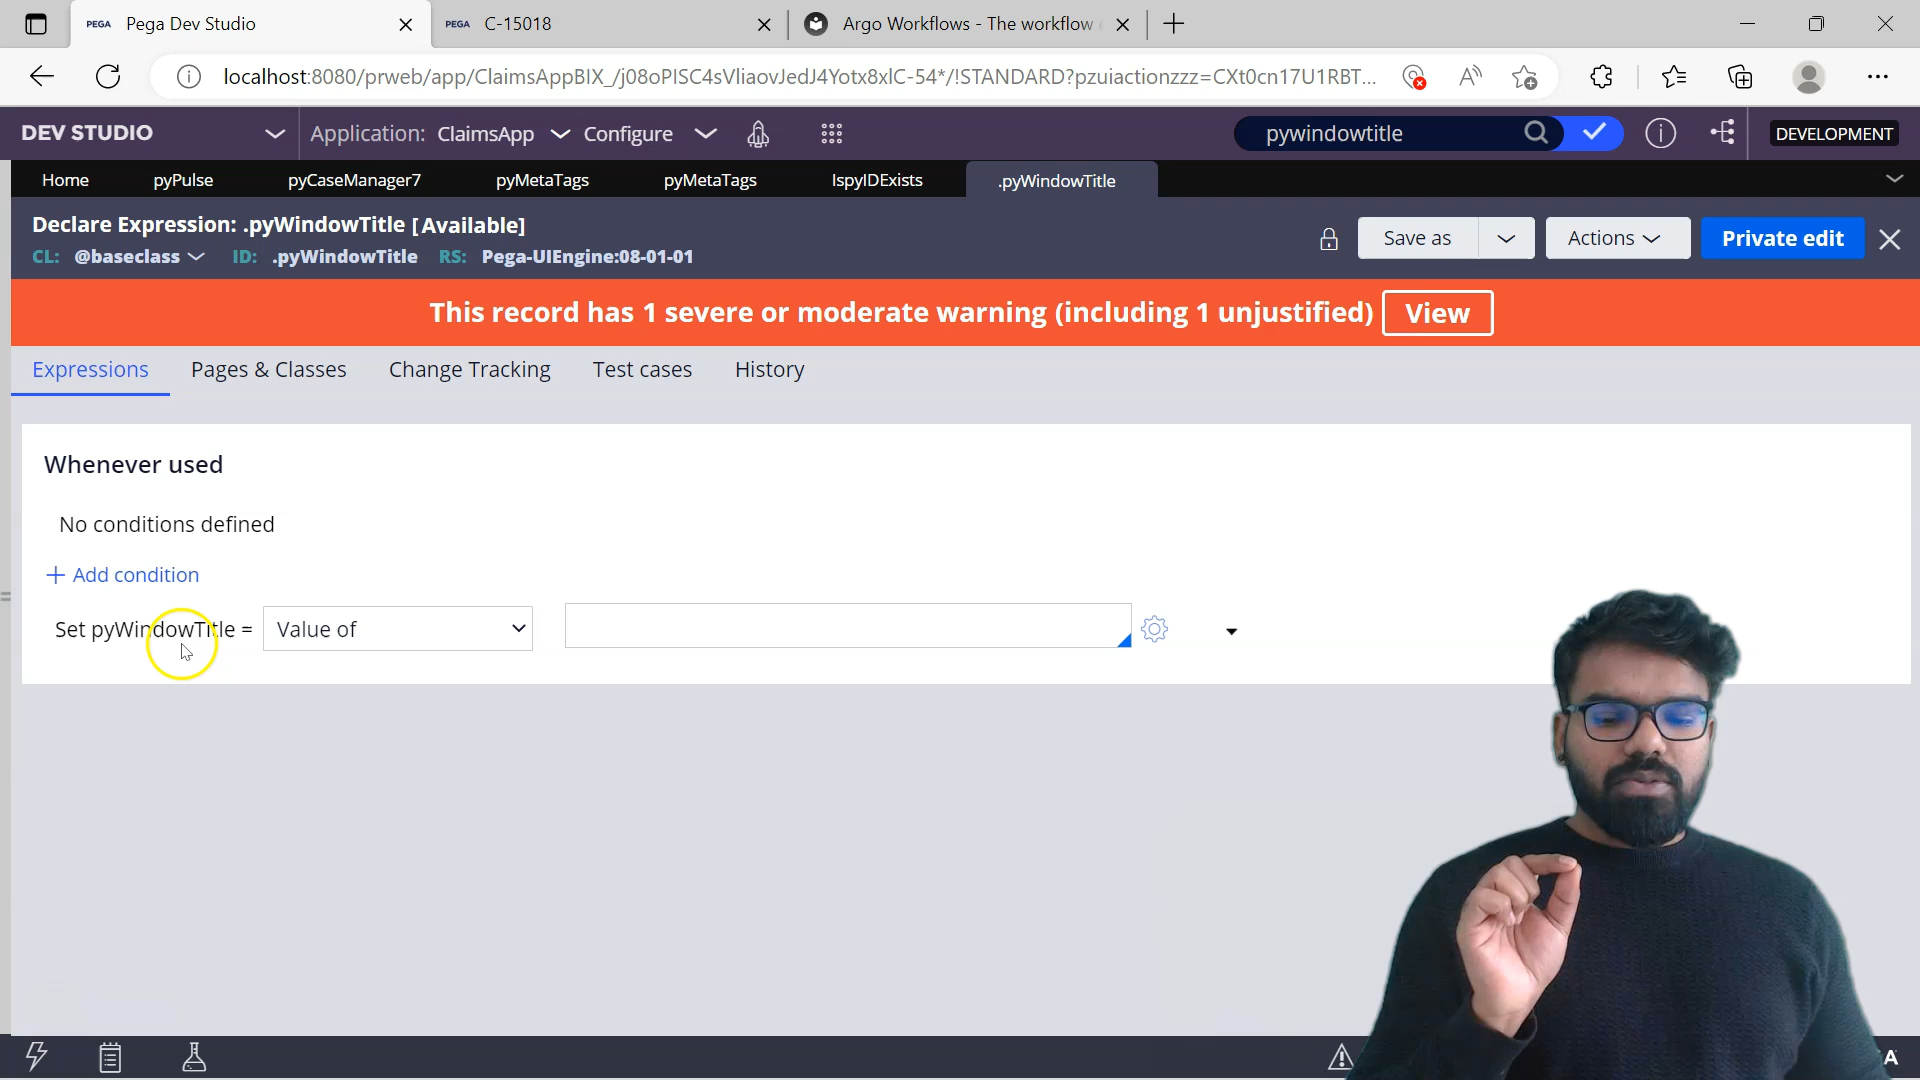 PEGA Pega Dev Studio
PEGA C-15018
Argo Workflows - The workflow
localhost:8080/prweb/app/ClaimsAppBIX_/j08oPISC4sVliaovJedJ4Yotx8xlC-54*/!STANDARD?pzuiactionzzz=CXt0cn17U1RBT...
DEV STUDIO Application: ClaimsApp Configure pywindowtitle DEVELOPMENT
Home pyPulse pyCaseManager7 pyMetaTags pyMetaTags IspyIDExists .pyWindowTitle
Declare Expression: .pyWindowTitle [Available]
CL: @baseclass ID: .pyWindowTitle RS: Pega-UIEngine:08-01-01
Save as Actions Private edit
This record has 1 severe or moderate warning (including 1 unjustified) View
Expressions Pages & Classes Change Tracking Test cases History
Whenever used
No conditions defined
+ Add condition
Set pyWindowTitle = Value of
A